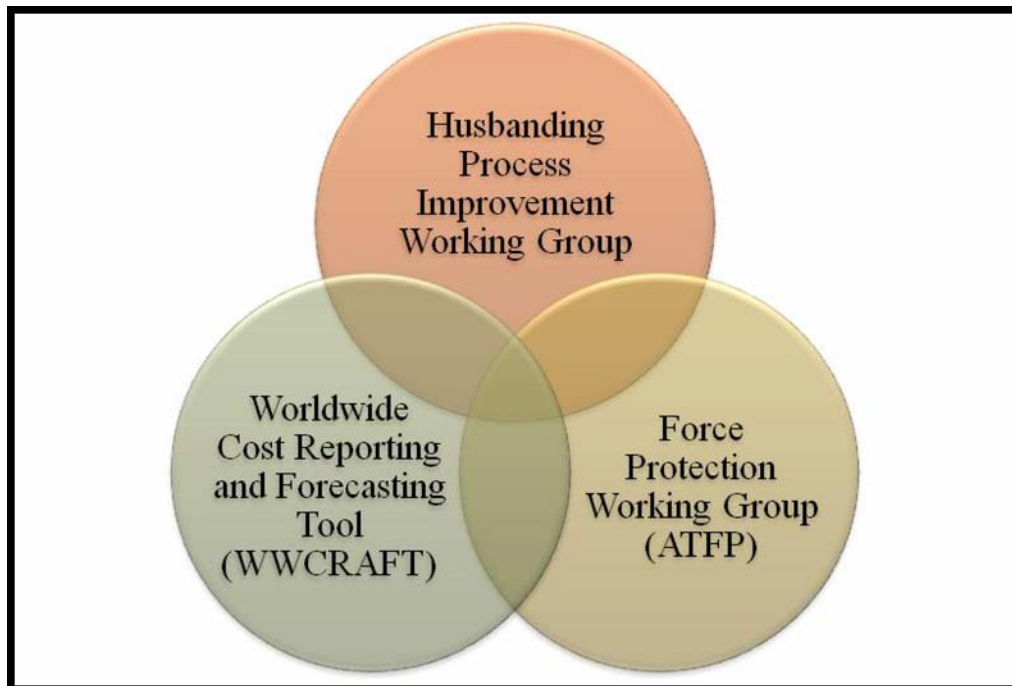 Husbanding
Process
Improvement
Working Group
Worldwide
Cost Reporting
and Forecasting
Tool
(WWCRAFT)
Force
Protection
Working Group
(ATFP)